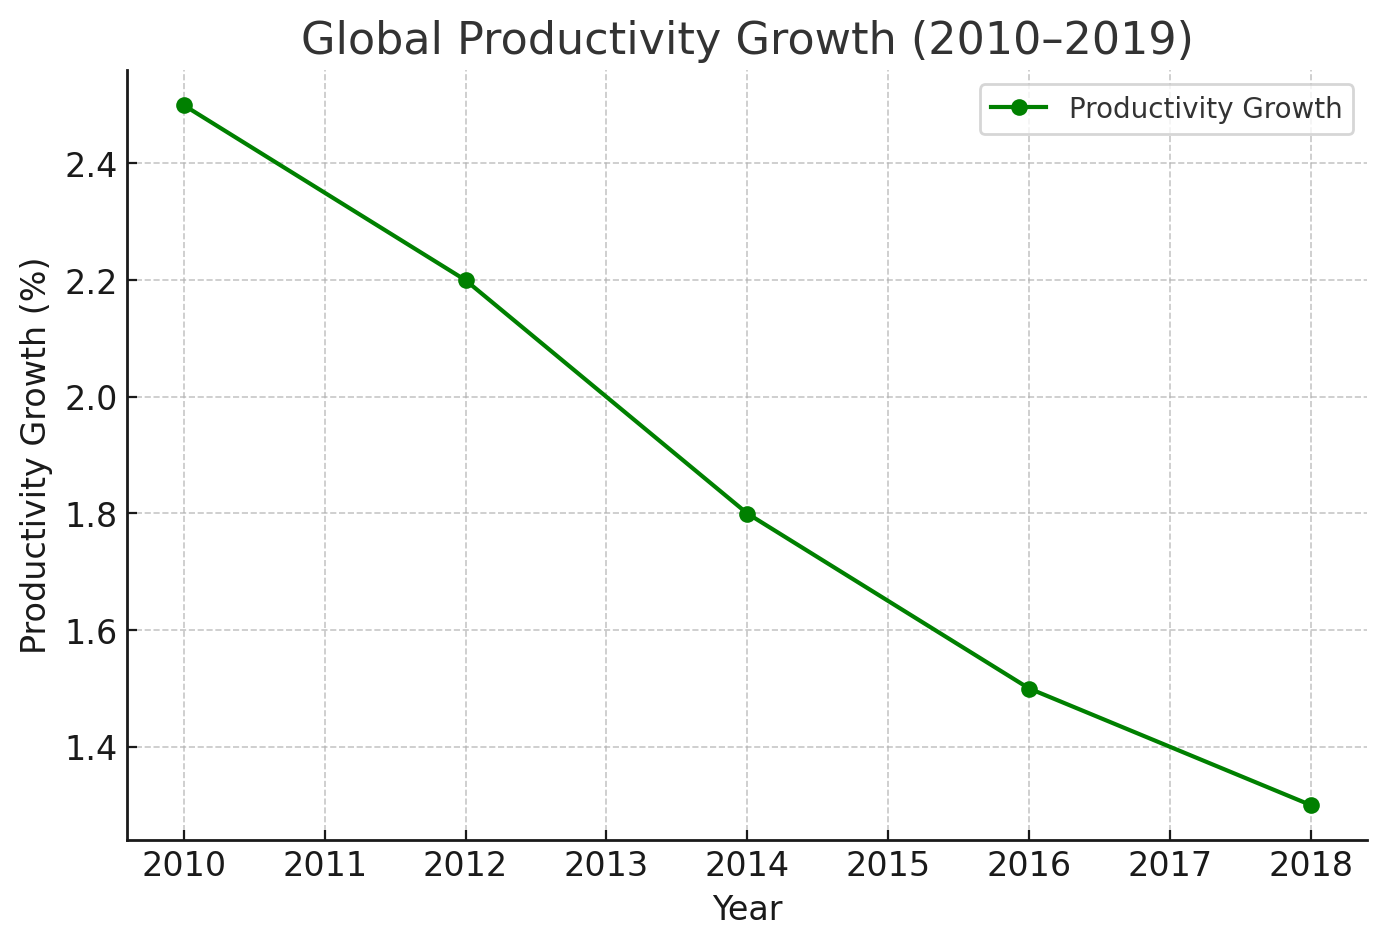 Global Productivity Growth (2010–2019)
Productivity Growth
Productivity Growth (%)
2.4
2.2
2.0
1.8
1.6
1.4
2010 2011 2012 2013 2014 2015 2016 2017 2018
Year